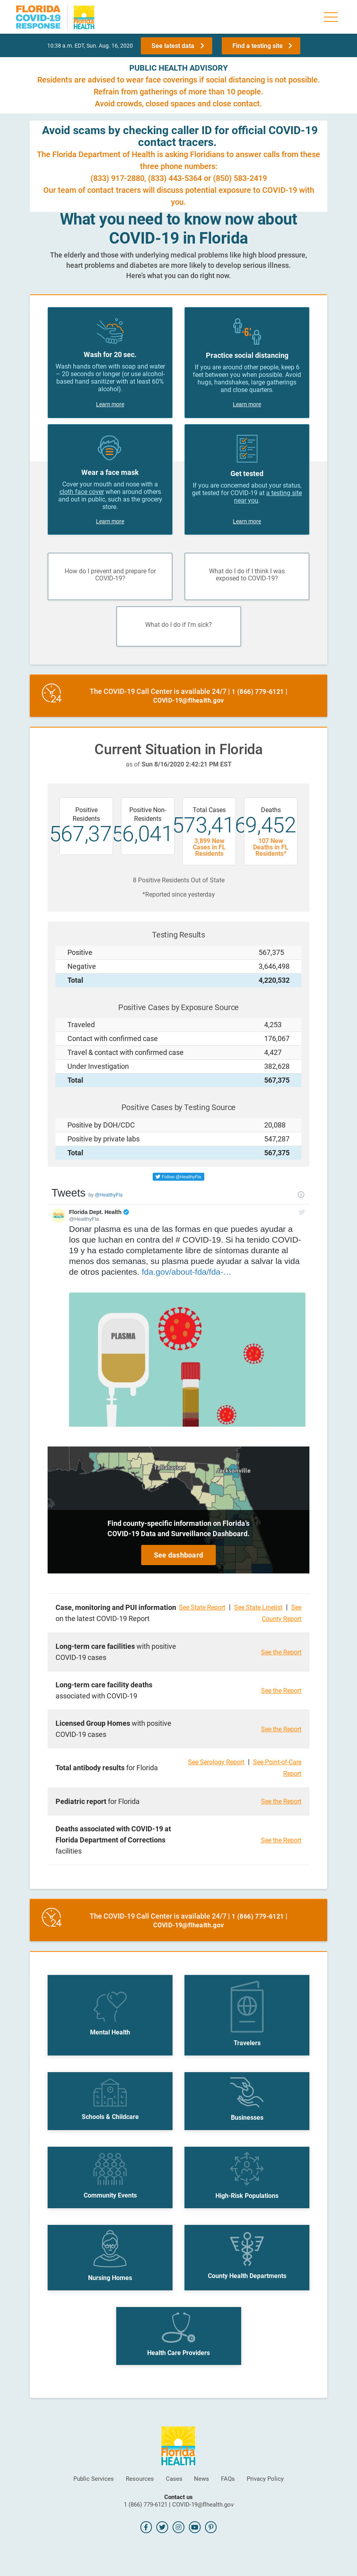 FLORIDA
COVID-19
RESPONSE
Florida
HEALTH
10:38 a.m. EDT, Sun. Aug. 16, 2020
See latest data
Find a testing site
PUBLIC HEALTH ADVISORY
Residents are advised to wear face coverings if social distancing is not possible.
Refrain from gatherings of more than 10 people.
Avoid crowds, closed spaces and close contact.
Avoid scams by checking caller ID for official COVID-19
contact tracers.
The Florida Department of Health is asking Floridians to answer calls from these
three phone numbers:
(833) 917-2880, (833) 443-5364 or (850) 583-2419
Our team of contact tracers will discuss potential exposure to COVID-19 with
you.
What you need to know now about
COVID-19 in Florida
The elderly and those with underlying medical problems like high blood pressure,
heart problems and diabetes are more likely to develop serious illness.
Here's what you can do right now.
Wash for 20 sec.
Wash hands often with soap and water
– 20 seconds or longer (or use alcohol-
based hand sanitizer with at least 60%
alcohol).
Learn more
6'
Practice social distancing
If you are around other people, keep 6
feet between you when possible. Avoid
hugs, handshakes, large gatherings
and close quarters.
Learn more
Wear a face mask
Cover your mouth and nose with a
cloth face cover when around others
and out in public, such as the grocery
store.
Learn more
Get tested
If you are concerned about your status,
get tested for COVID-19 at a testing site
near you.
Learn more
How do I prevent and prepare for
COVID-19?
What do I do if I think I was
exposed to COVID-19?
What do I do if I'm sick?
24
The COVID-19 Call Center is available 24/7 | 1 (866) 779-6121 |
COVID-19@flhealth.gov
Current Situation in Florida
as of Sun 8/16/2020 2:42:21 PM EST
Positive
Residents
567,375
Positive Non-
Residents
6,041
Total Cases
573,416
3,899 New
Cases in FL
Residents
Deaths
9,452
107 New
Deaths in FL
Residents*
8 Positive Residents Out of State
*Reported since yesterday
Testing Results
Positive 567,375
Negative 3,646,498
Total 4,220,532
Positive Cases by Exposure Source
Traveled 4,253
Contact with confirmed case 176,067
Travel & contact with confirmed case 4,427
Under Investigation 382,628
Total 567,375
Positive Cases by Testing Source
Positive by DOH/CDC 20,088
Positive by private labs 547,287
Total 567,375
Follow @HealthyFla
Tweets by @HealthyFla
Florida Dept. Health
@HealthyFla
Donar plasma es una de las formas en que puedes ayudar a
los que luchan en contra del # COVID-19. Si ha tenido COVID-
19 y ha estado completamente libre de síntomas durante al
menos dos semanas, su plasma puede ayudar a salvar la vida
de otros pacientes. fda.gov/about-fda/fda-…
PLASMA
Tallahassee
Jacksonville
Find county-specific information on Florida's
COVID-19 Data and Surveillance Dashboard.
See dashboard
Case, monitoring and PUI information
on the latest COVID-19 Report
See State Report | See State Linelist | See
County Report
Long-term care facilities with positive
COVID-19 cases
See the Report
Long-term care facility deaths
associated with COVID-19
See the Report
Licensed Group Homes with positive
COVID-19 cases
See the Report
Total antibody results for Florida
See Serology Report | See Point-of-Care
Report
Pediatric report for Florida
See the Report
Deaths associated with COVID-19 at
Florida Department of Corrections
facilities
See the Report
24
The COVID-19 Call Center is available 24/7 | 1 (866) 779-6121 |
COVID-19@flhealth.gov
Mental Health
Travelers
Schools & Childcare
Businesses
Community Events
High-Risk Populations
Nursing Homes
County Health Departments
Health Care Providers
Florida
HEALTH
Public Services Resources Cases News FAQs Privacy Policy
Contact us
1 (866) 779-6121 | COVID-19@flhealth.gov